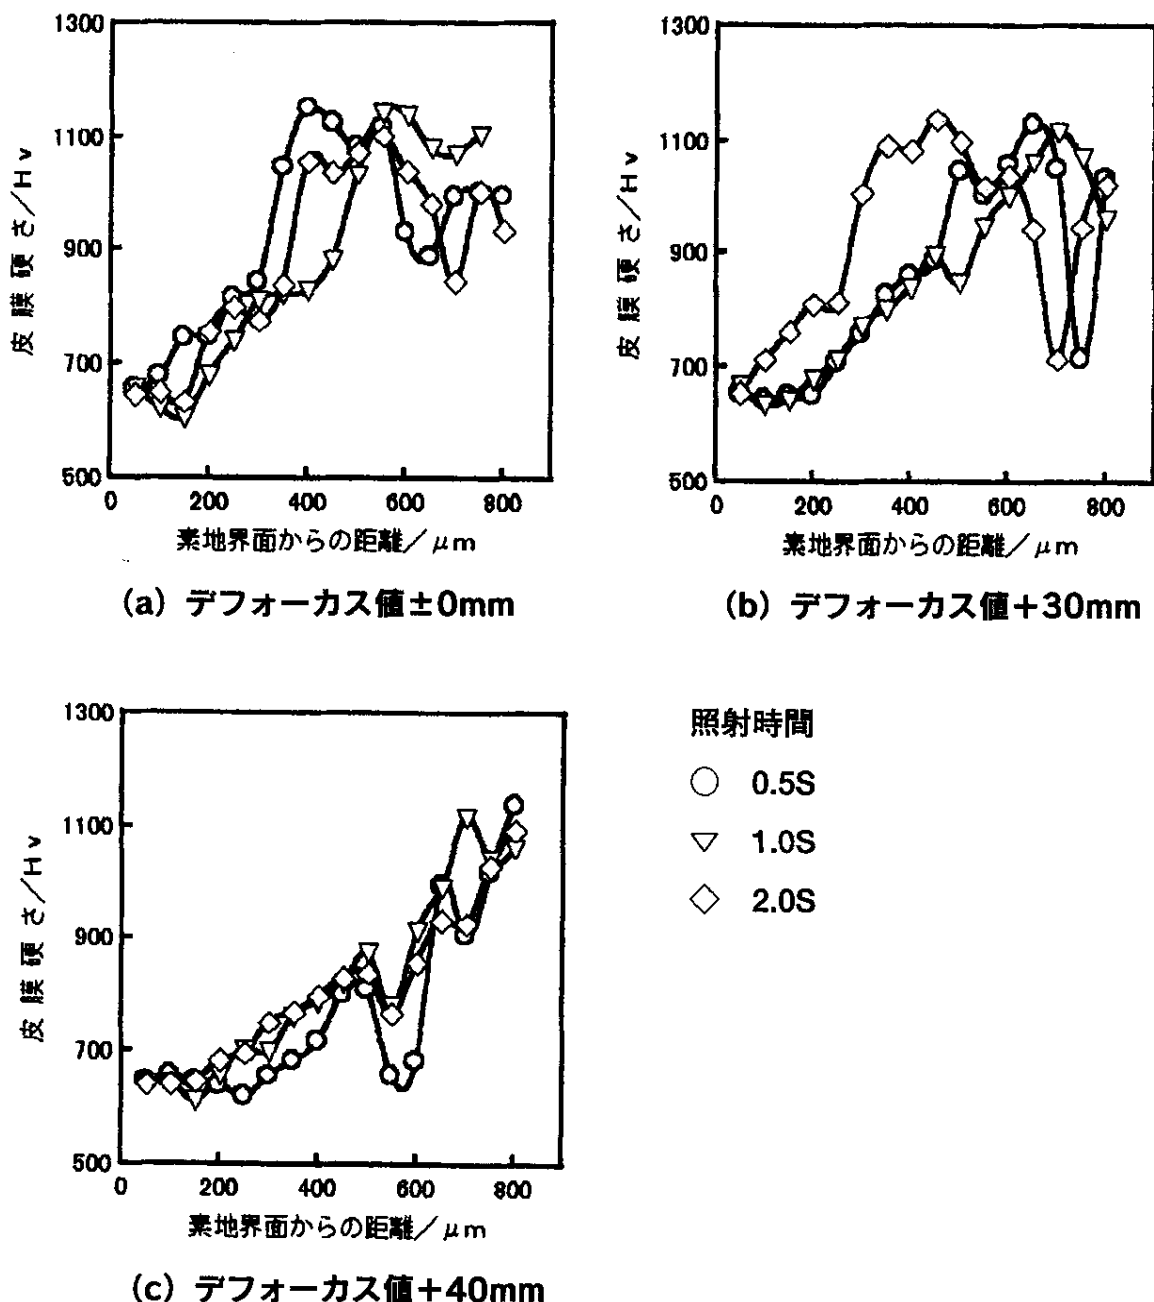 1300
1100
900
700
500
皮膜硬さ/Hv
0 200 400 600 800
素地界面からの距離/μm
(a) デフォーカス値±0mm
1300
1100
900
700
500
皮膜硬さ/Hv
0 200 400 600 800
素地界面からの距離/μm
(b) デフォーカス値+30mm
1300
1100
900
700
500
皮膜硬さ/Hv
0 200 400 600 800
素地界面からの距離/μm
(c) デフォーカス値+40mm
照射時間
0.5S
1.0S
2.0S